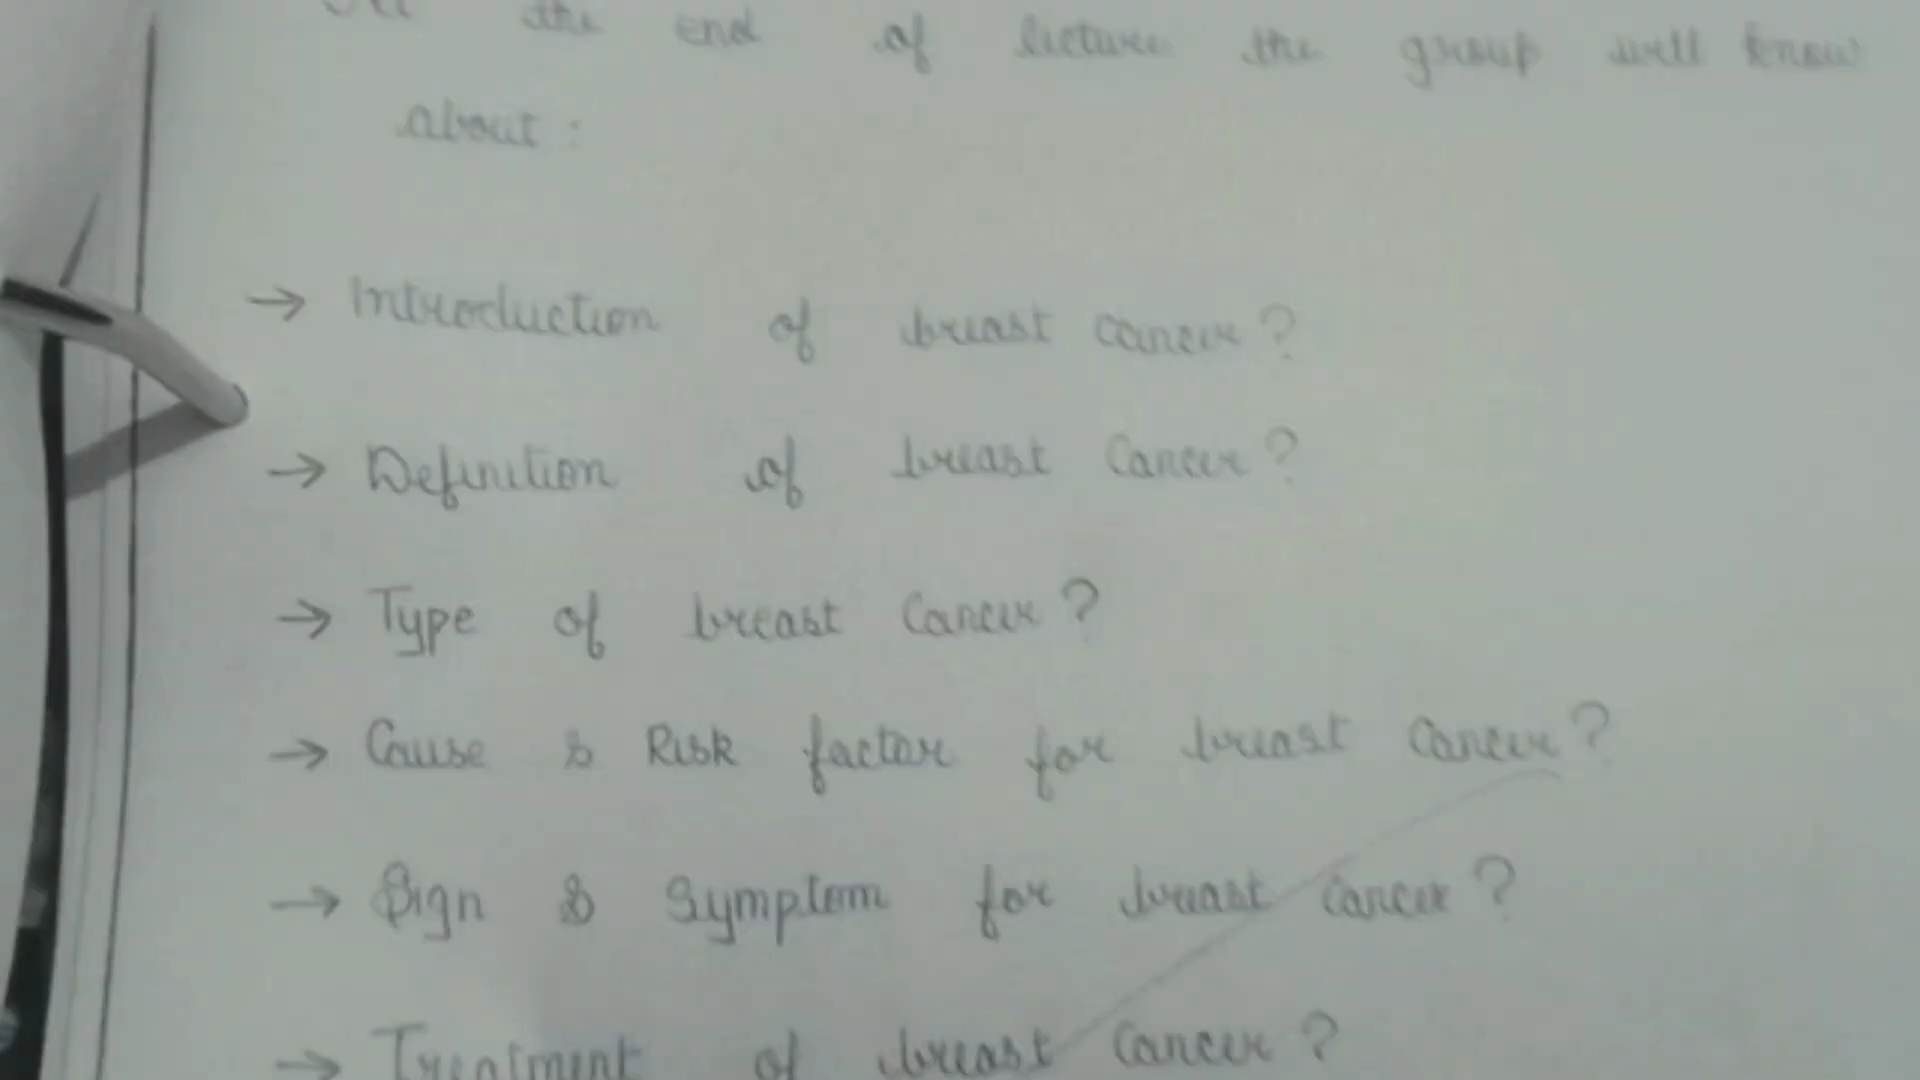 the end of lecture the group will know
about :
→ Introduction of breast cancer ?
→ Definition of breast Cancer ?
→ Type of breast Cancer ?
→ Cause & Risk factor for breast Cancer ?
→ Sign & Symptom for breast Cancer ?
→ Treatment of breast Cancer ?